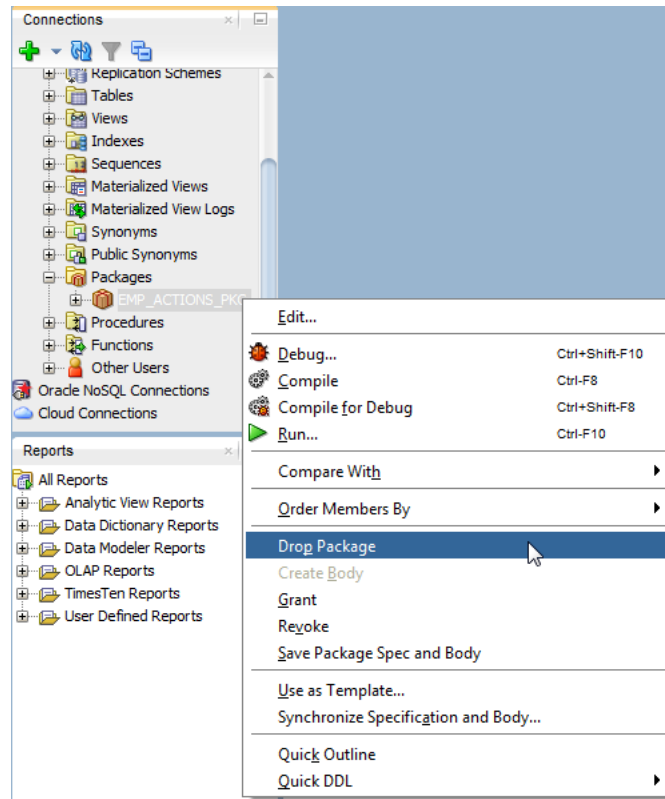 Connections
Replication Schemes
Tables
Views
Indexes
Sequences
Materialized Views
Materialized View Logs
Synonyms
Public Synonyms
Packages
EMP_ACTIONS_PKG
Procedures
Functions
Other Users
Oracle NoSQL Connections
Cloud Connections
Reports
All Reports
Analytic View Reports
Data Dictionary Reports
Data Modeler Reports
OLAP Reports
TimesTen Reports
User Defined Reports
Edit...
Debug... Ctrl+Shift-F10
Compile Ctrl-F8
Compile for Debug Ctrl+Shift-F8
Run... Ctrl-F10
Compare With
Order Members By
Drop Package
Create Body
Grant
Revoke
Save Package Spec and Body
Use as Template...
Synchronize Specification and Body...
Quick Outline
Quick DDL